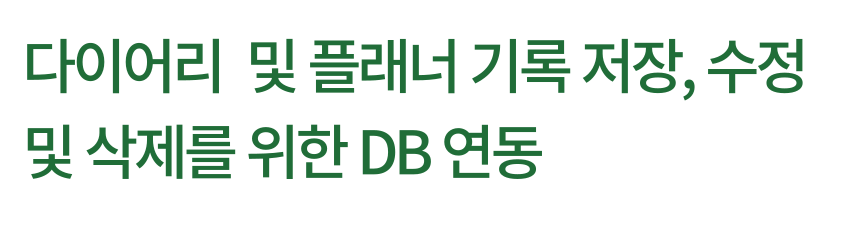 다이어리 및 플래너 기록 저장, 수정
및 삭제를 위한 DB 연동